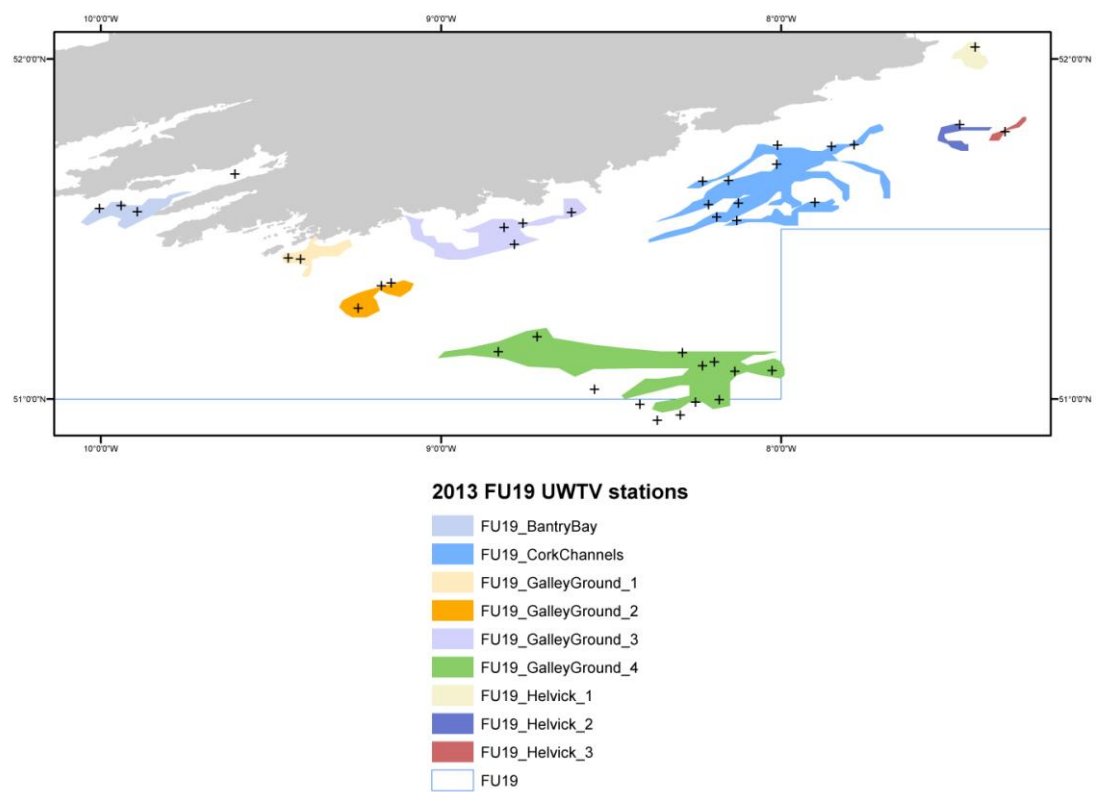 10°0'0"W 9°0'0"W 8°0'0"W
52°0'0"N 52°0'0"N
51°0'0"N 51°0'0"N
10°0'0"W 9°0'0"W 8°0'0"W
2013 FU19 UWTV stations
FU19_BantryBay
FU19_CorkChannels
FU19_GalleyGround_1
FU19_GalleyGround_2
FU19_GalleyGround_3
FU19_GalleyGround_4
FU19_Helvick_1
FU19_Helvick_2
FU19_Helvick_3
FU19